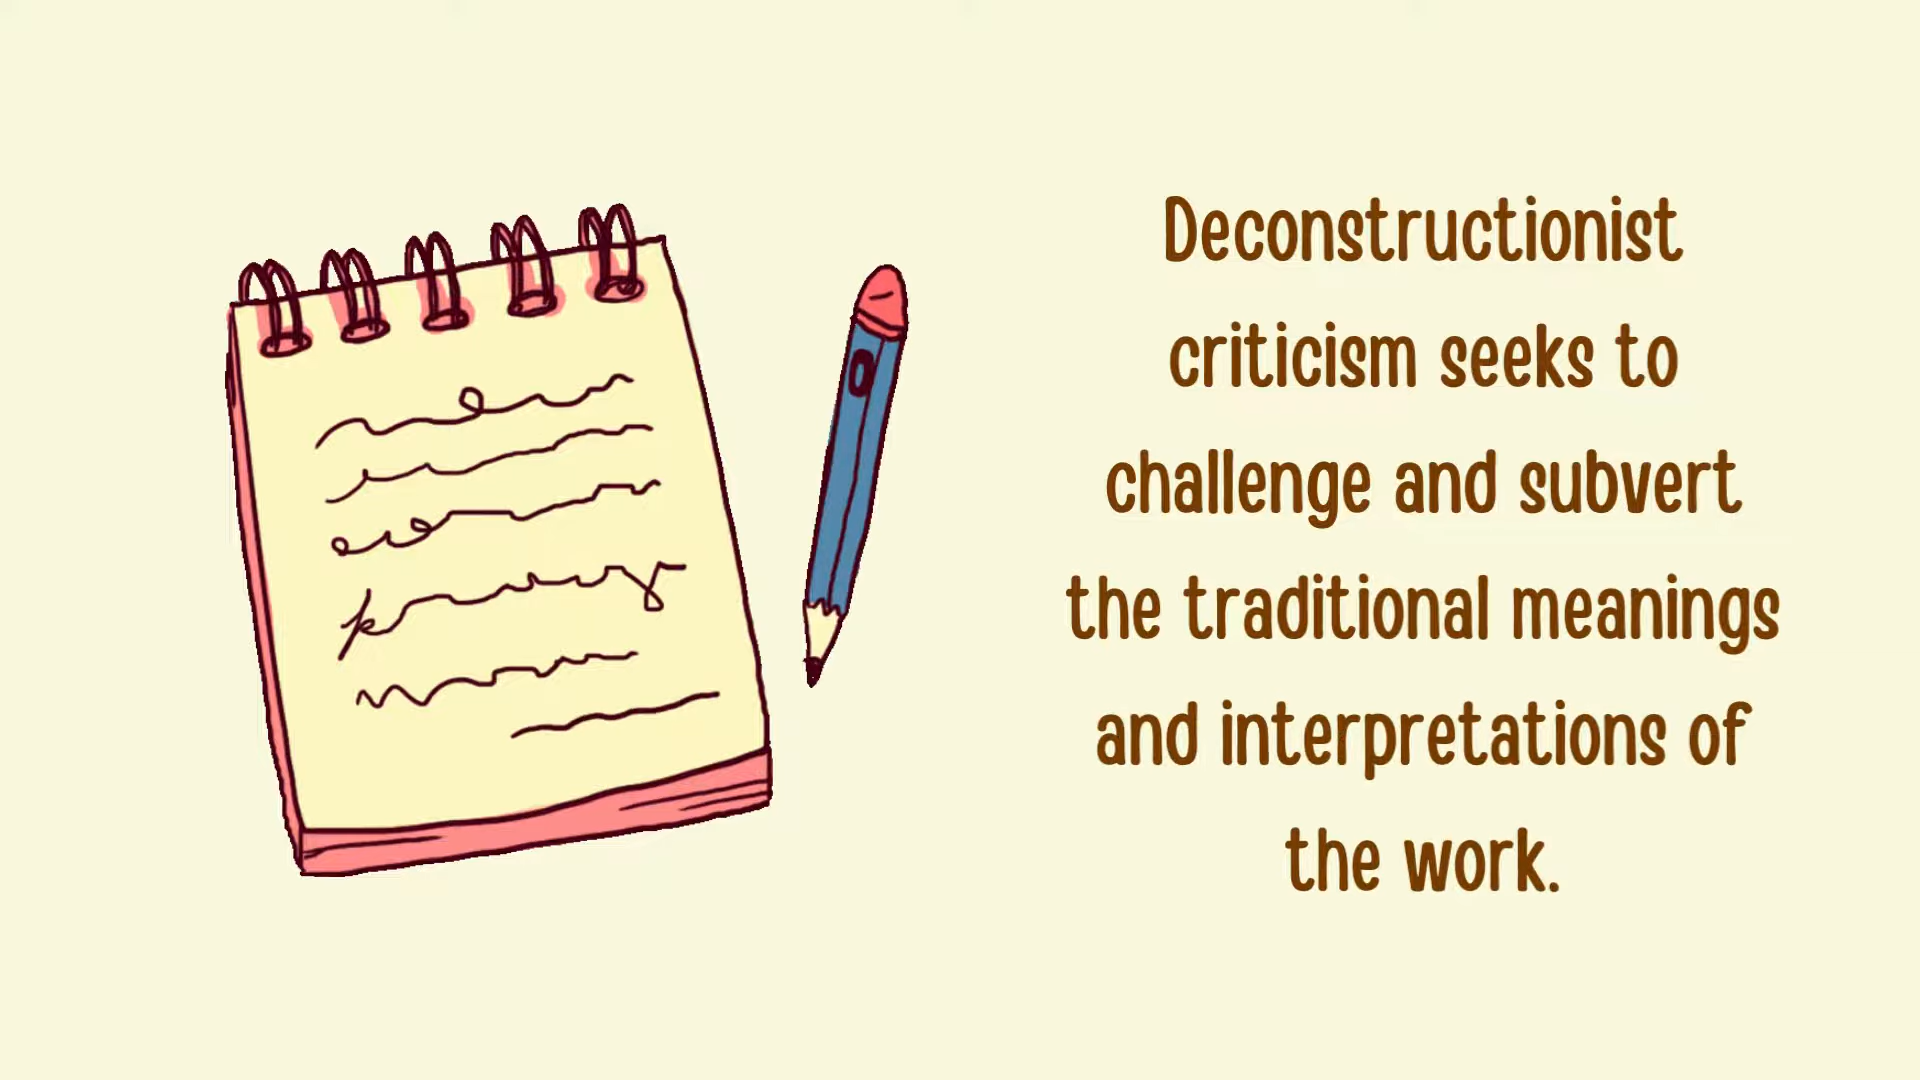 Deconstructionist
criticism seeks to
challenge and subvert
the traditional meanings
and interpretations of
the work.